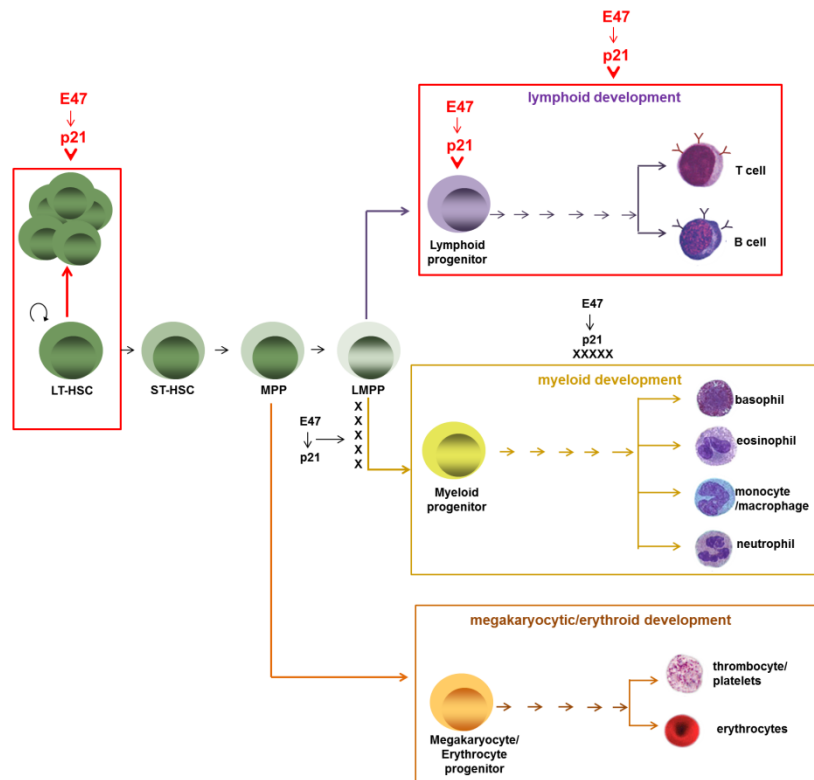 E47
p21
lymphoid development
E47
p21
E47
p21
T cell
B cell
Lymphoid
progenitor
E47
p21
XXXXX
LT-HSC
ST-HSC
MPP
LMPP
X
X
X
X
X
E47
p21
myeloid development
basophil
eosinophil
monocyte
/macrophage
neutrophil
Myeloid
progenitor
megakaryocytic/erythroid development
thrombocyte/
platelets
erythrocytes
Megakaryocyte/
Erythrocyte
progenitor